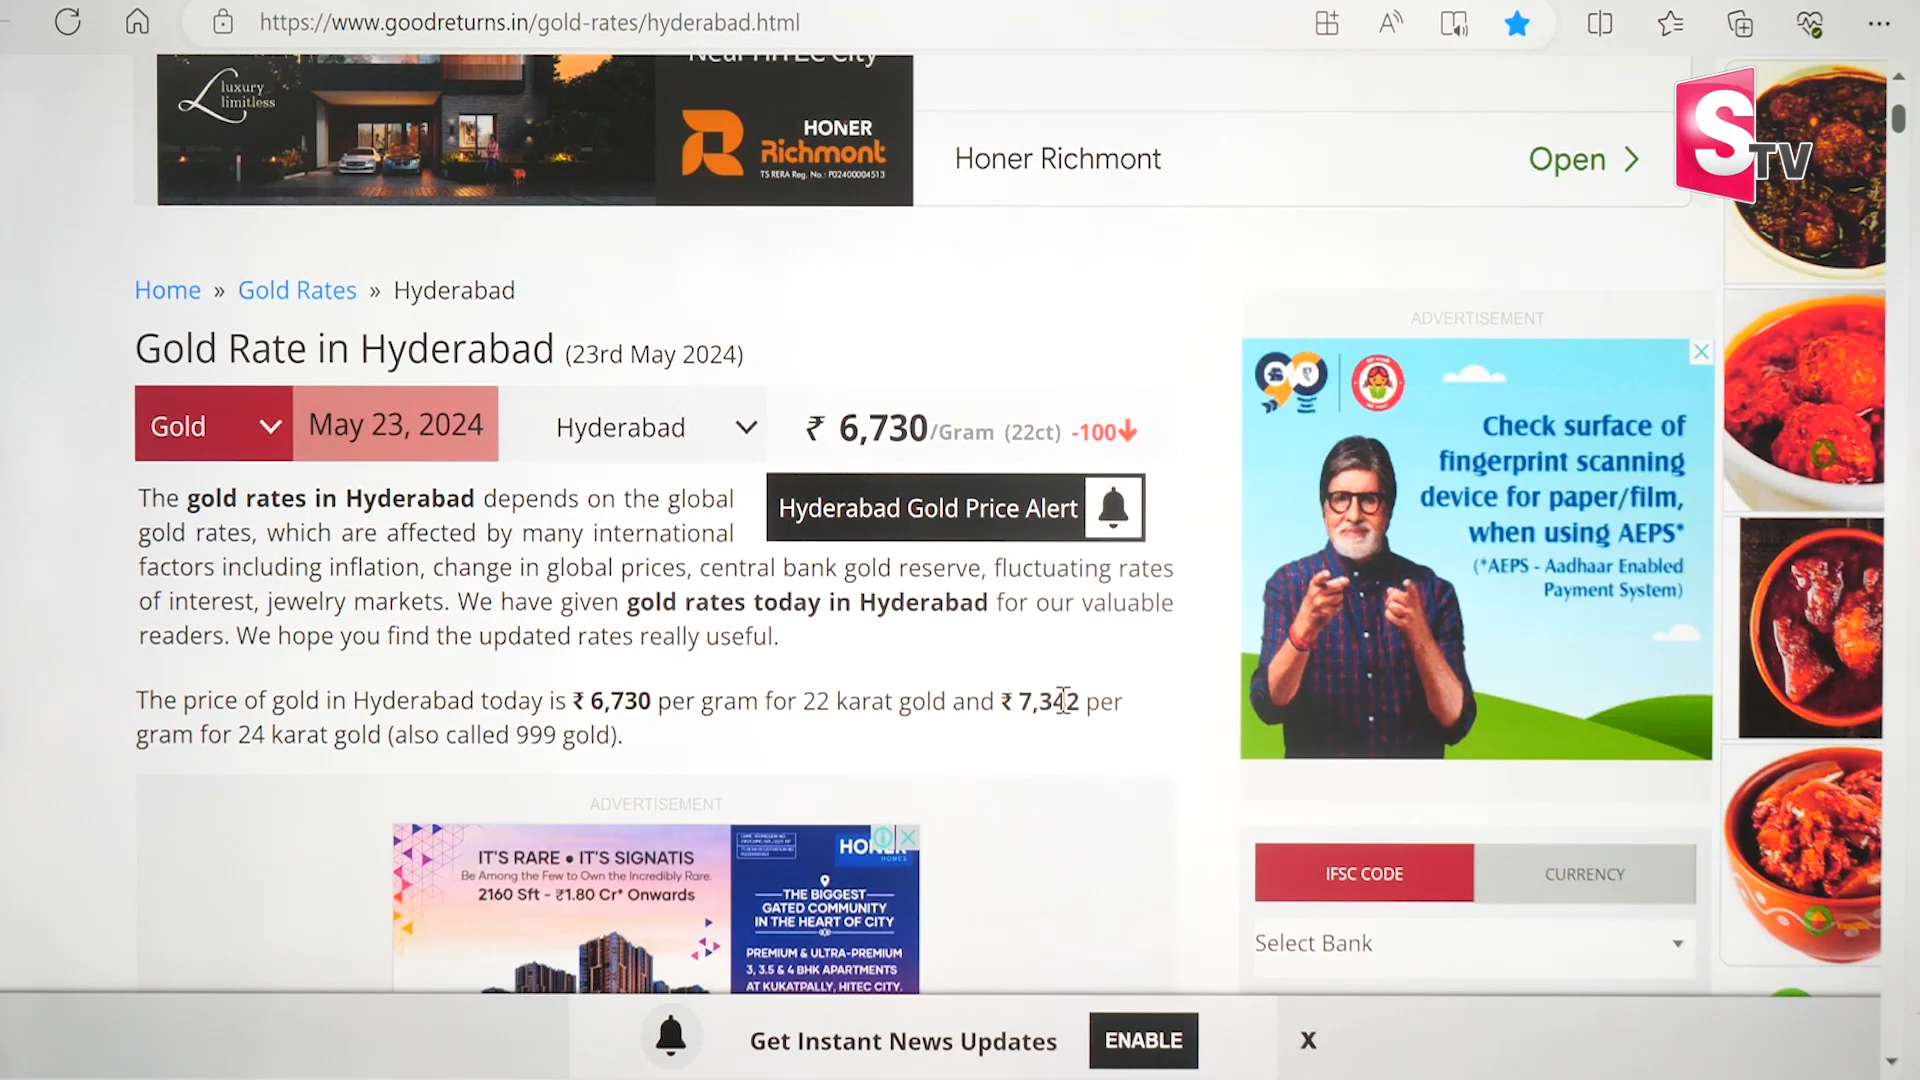 https://www.goodreturns.in/gold-rates/hyderabad.html
luxury
limitless
HONER
Richmont
TS RERA Reg. No.: P02400004513
Honer Richmont
Open
STV
Home » Gold Rates » Hyderabad
Gold Rate in Hyderabad (23rd May 2024)
Gold
May 23, 2024
Hyderabad
₹ 6,730/Gram (22ct) -100
Hyderabad Gold Price Alert
The gold rates in Hyderabad depends on the global
gold rates, which are affected by many international
factors including inflation, change in global prices, central bank gold reserve, fluctuating rates
of interest, jewelry markets. We have given gold rates today in Hyderabad for our valuable
readers. We hope you find the updated rates really useful.
The price of gold in Hyderabad today is ₹ 6,730 per gram for 22 karat gold and ₹ 7,342 per
gram for 24 karat gold (also called 999 gold).
ADVERTISEMENT
Check surface of
fingerprint scanning
device for paper/film,
when using AEPS*
(*AEPS - Aadhaar Enabled
Payment System)
ADVERTISEMENT
IT'S RARE • IT'S SIGNATIS
Be Among the Few to Own the Incredibly Rare.
2160 Sft - ₹1.80 Cr* Onwards
HOMES
THE BIGGEST
GATED COMMUNITY
IN THE HEART OF CITY
PREMIUM & ULTRA-PREMIUM
3, 3.5 & 4 BHK APARTMENTS
AT KUKATPALLY, HITEC CITY.
IFSC CODE
CURRENCY
Select Bank
Get Instant News Updates
ENABLE
X